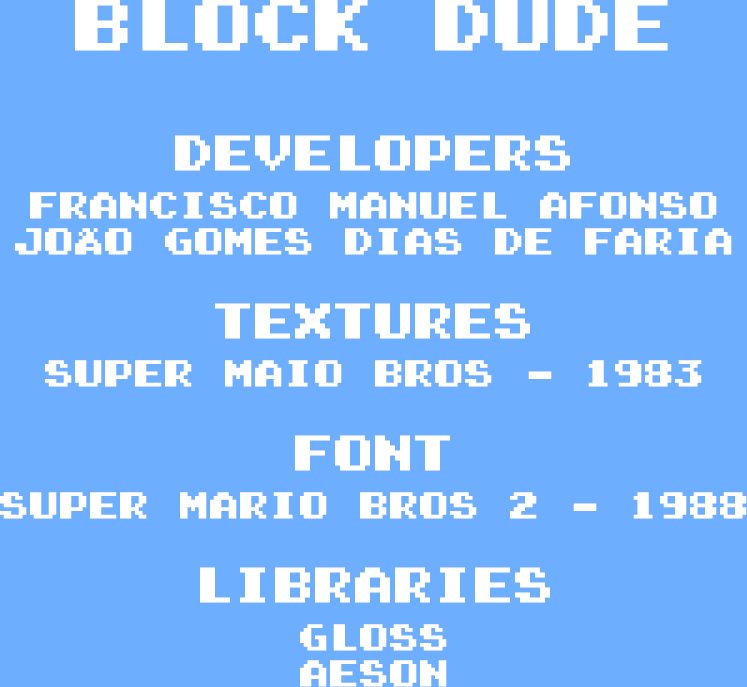 BLOCK DUDE
DEVELOPERS
FRANCISCO MANUEL AFONSO
JOÃO GOMES DIAS DE FARIA
TEXTURES
SUPER MAIO BROS - 1983
FONT
SUPER MARIO BROS 2 - 1988
LIBRARIES
GLOSS
AESON